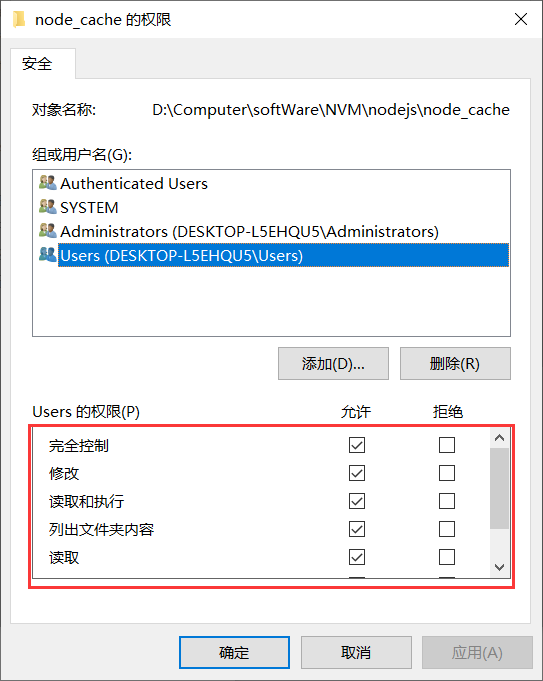 node_cache 的权限
安全
对象名称: D:\Computer\softWare\NVM\nodejs\node_cache
组或用户名(G):
Authenticated Users
SYSTEM
Administrators (DESKTOP-L5EHQU5\Administrators)
Users (DESKTOP-L5EHQU5\Users)
添加(D)... 删除(R)
Users 的权限(P) 允许 拒绝
完全控制
修改
读取和执行
列出文件夹内容
读取
确定 取消 应用(A)